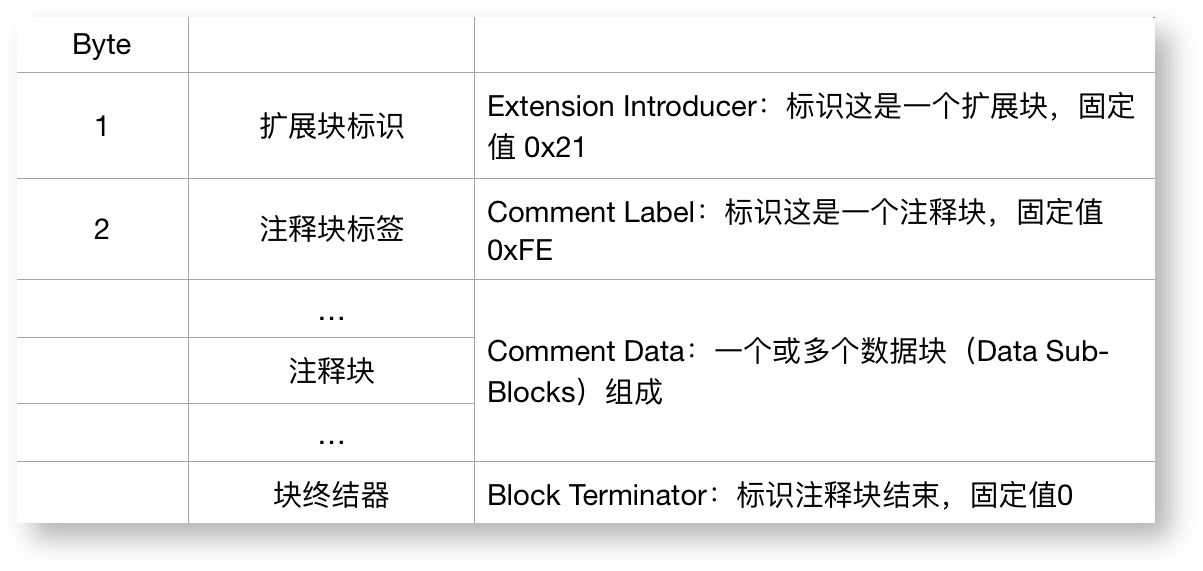 Byte
1
扩展块标识
Extension Introducer：标识这是一个扩展块，固定
值 0x21
2
注释块标签
Comment Label：标识这是一个注释块，固定值
0xFE
…
注释块
…
Comment Data：一个或多个数据块（Data Sub-
Blocks）组成
块终结器
Block Terminator：标识注释块结束，固定值0